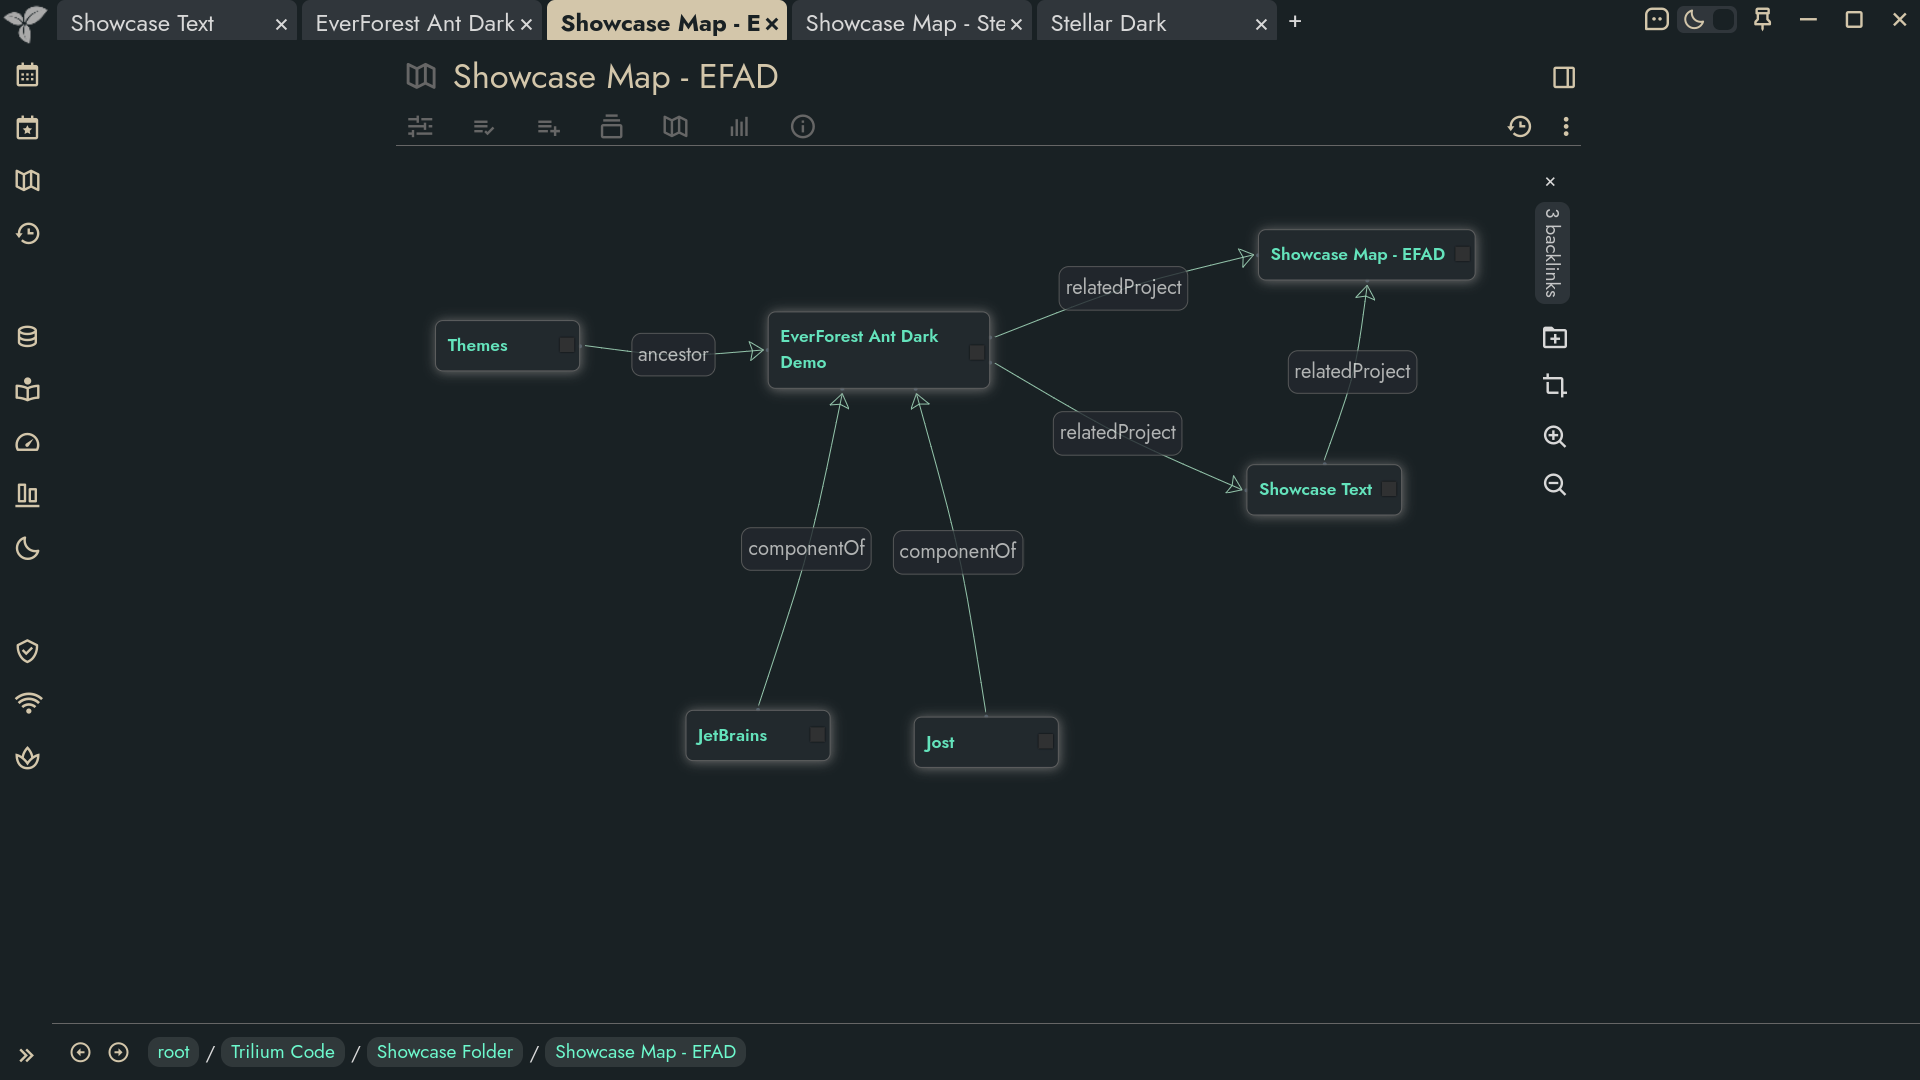 Showcase Text
EverForest Ant Dark
Showcase Map - E
Showcase Map - Ste
Stellar Dark
Showcase Map - EFAD
3 backlinks
Showcase Map - EFAD
relatedProject
Themes
ancestor
EverForest Ant Dark
Demo
relatedProject
relatedProject
Showcase Text
componentOf
componentOf
JetBrains
Jost
root / Trilium Code / Showcase Folder / Showcase Map - EFAD